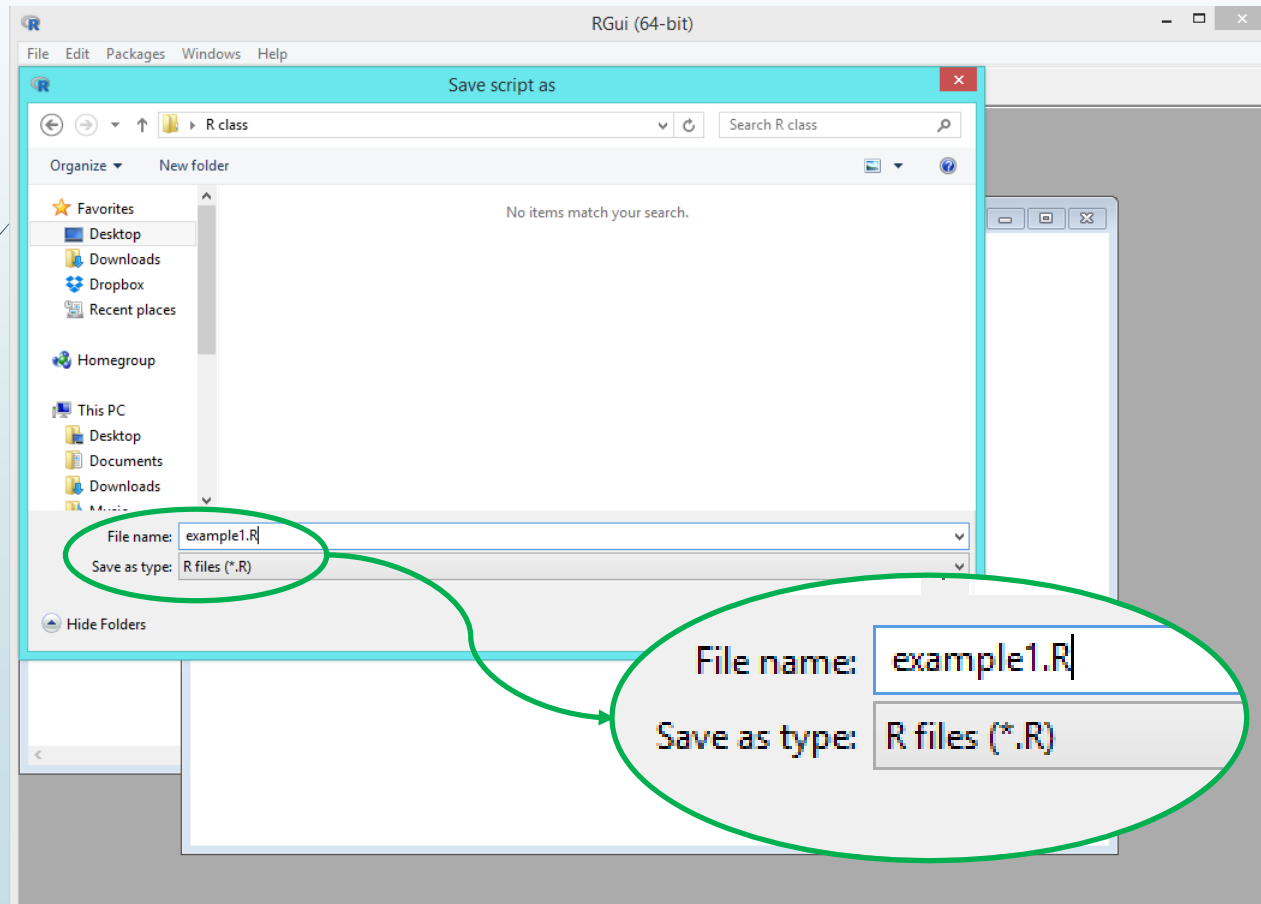 RGui (64-bit)
File Edit Packages Windows Help
Save script as
R class
Search R class
Organize
New folder
Favorites
Desktop
Downloads
Dropbox
Recent places
Homegroup
This PC
Desktop
Documents
Downloads
Music
No items match your search.
File name: example1.R
Save as type: R files (*.R)
Hide Folders
File name: example1.R
Save as type: R files (*.R)